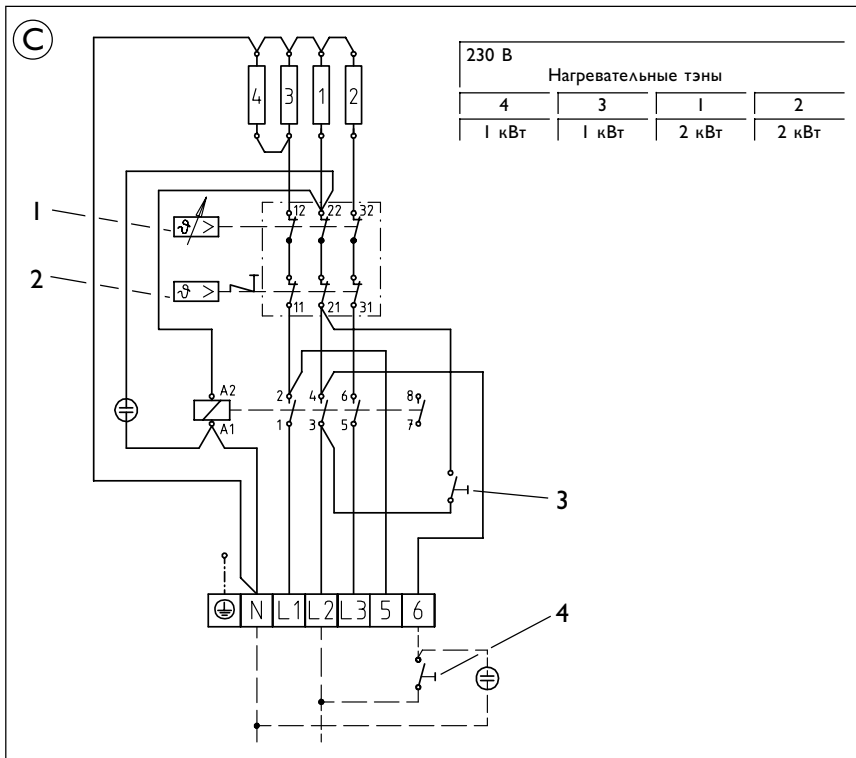 C
230 В
Нагревательные тэны
4 3 1 2
1 кВт 1 кВт 2 кВт 2 кВт
4 3 1 2
12 22 32
1
ϑ >
2
ϑ >
11 21 31
A2
2 4 6 8
A1
1 3 5 7
3
N L1 L2 L3 5 6
4